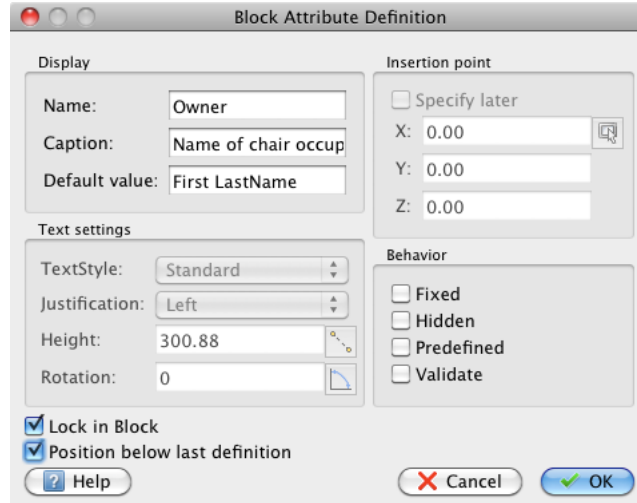 Block Attribute Definition
Display
Name: Owner
Caption: Name of chair occup
Default value: First LastName
Insertion point
Specify later
X: 0.00
Y: 0.00
Z: 0.00
Text settings
TextStyle: Standard
Justification: Left
Height: 300.88
Rotation: 0
Behavior
Fixed
Hidden
Predefined
Validate
Lock in Block
Position below last definition
? Help
Cancel
OK